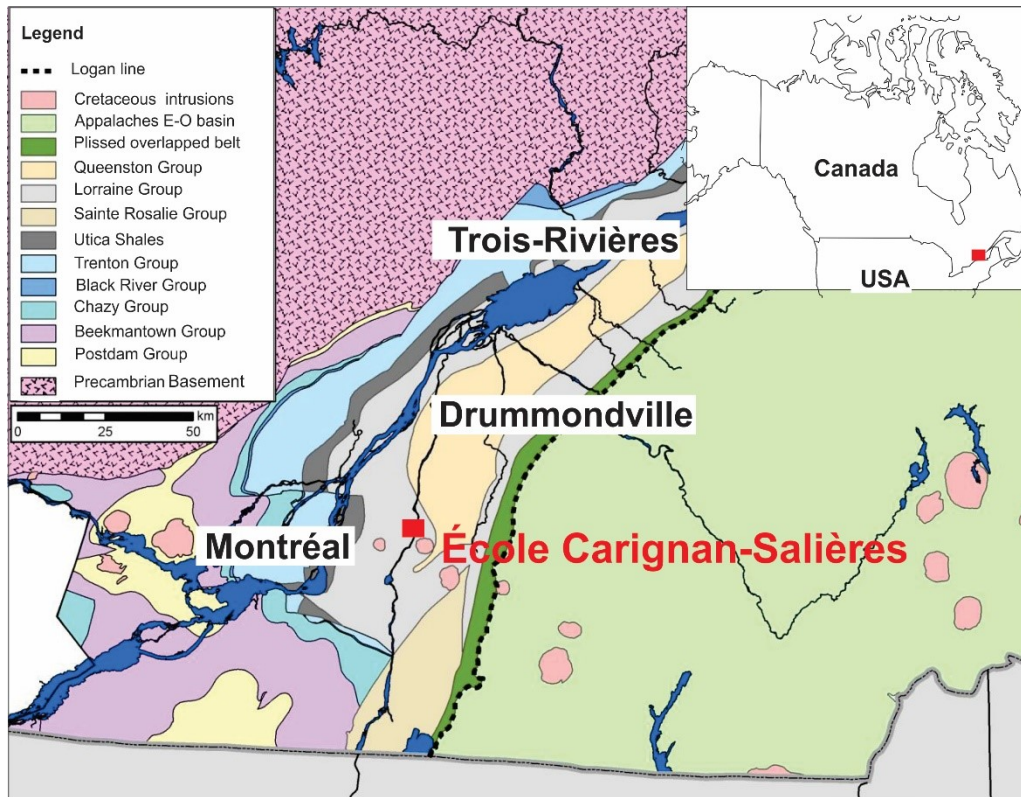 Legend
Logan line
Cretaceous intrusions
Appalaches E-O basin
Plissed overlapped belt
Queenston Group
Lorraine Group
Sainte Rosalie Group
Utica Shales
Trenton Group
Black River Group
Chazy Group
Beekmantown Group
Postdam Group
Precambrian Basement
km
0 25 50
Canada
USA
Trois-Rivières
Drummondville
Montréal
École Carignan-Salières